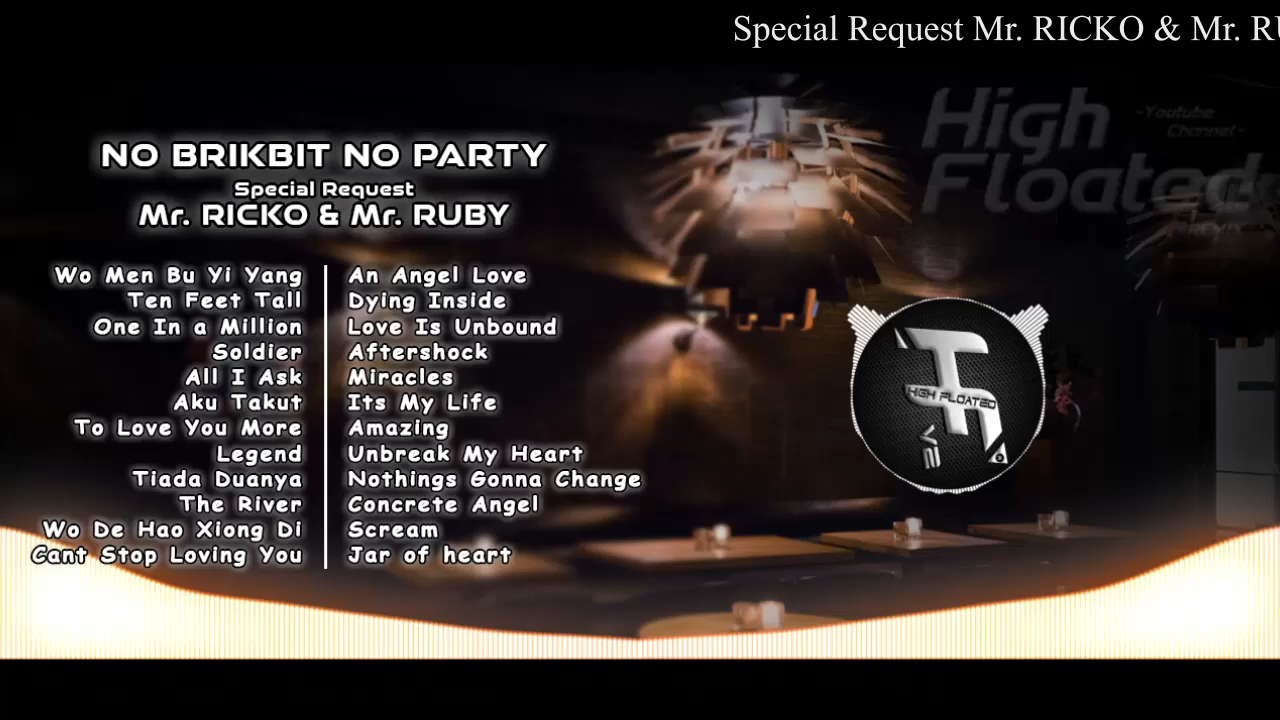 Special Request Mr. RICKO & Mr. RU
High
Floated
~Youtube
Channel~
REMIX
NO BRIKBIT NO PARTY
Special Request
Mr. RICKO & Mr. RUBY
Wo Men Bu Yi Yang
Ten Feet Tall
One In a Million
Soldier
All I Ask
Aku Takut
To Love You More
Legend
Tiada Duanya
The River
Wo De Hao Xiong Di
Cant Stop Loving You
An Angel Love
Dying Inside
Love Is Unbound
Aftershock
Miracles
Its My Life
Amazing
Unbreak My Heart
Nothings Gonna Change
Concrete Angel
Scream
Jar of heart
HIGH FLOATED